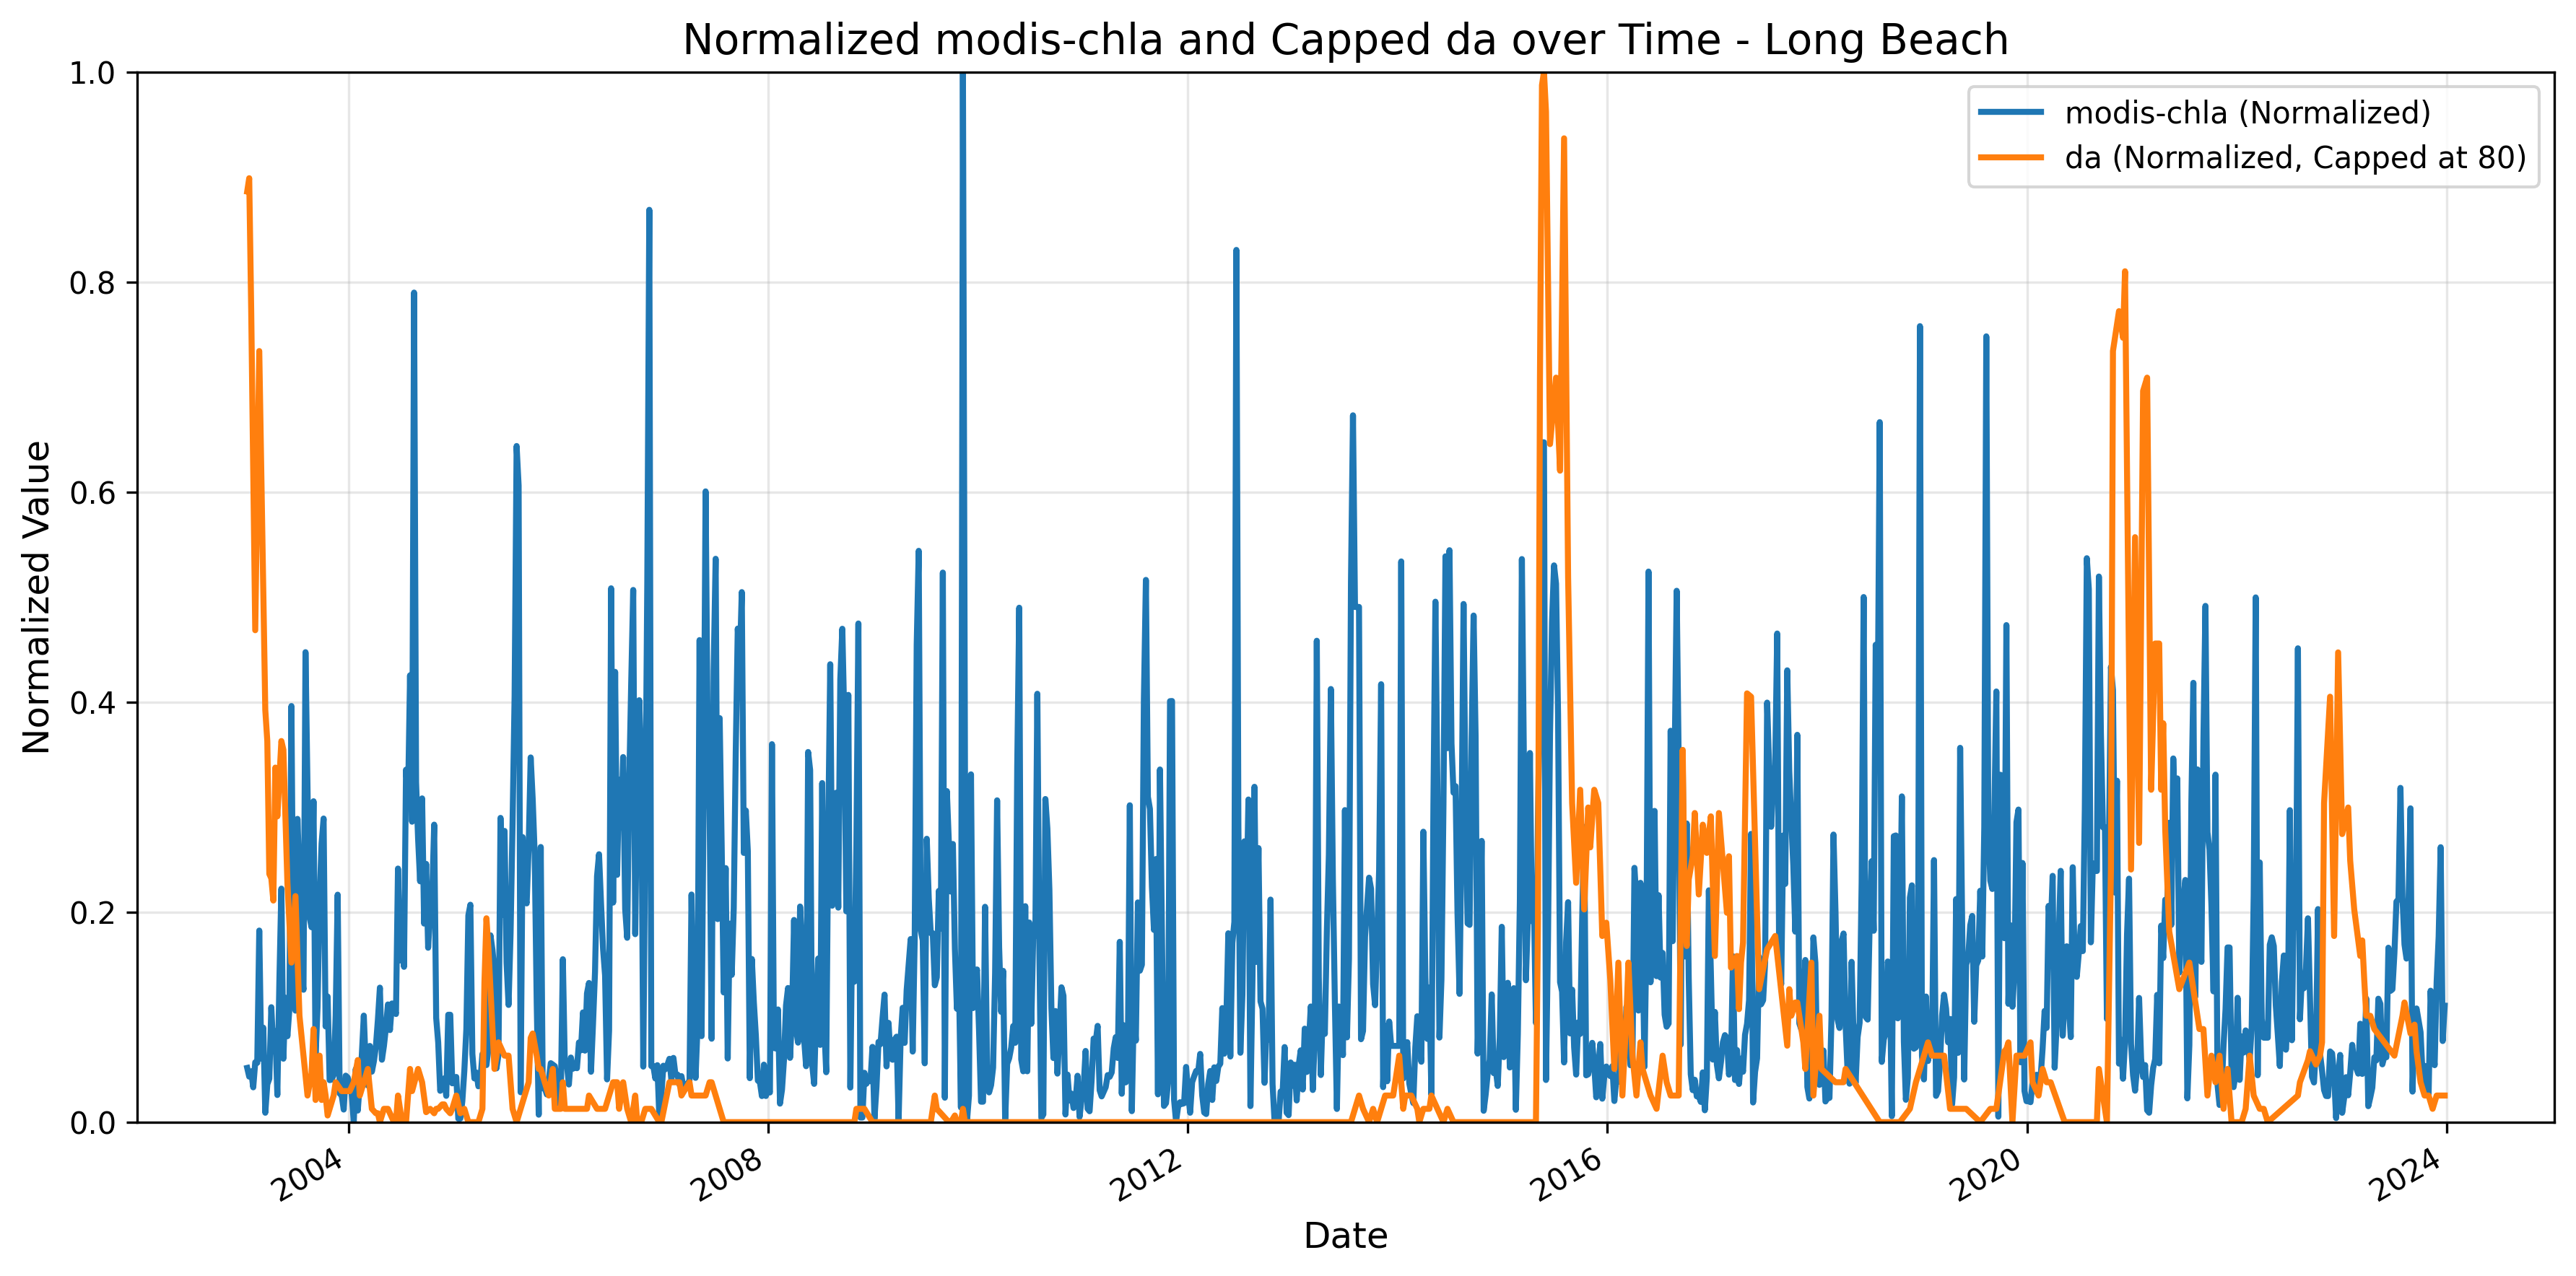 Normalized modis-chla and Capped da over Time - Long Beach
modis-chla (Normalized)
da (Normalized, Capped at 80)
Normalized Value
1.0
0.8
0.6
0.4
0.2
0.0
2004
2008
2012
2016
2020
2024
Date